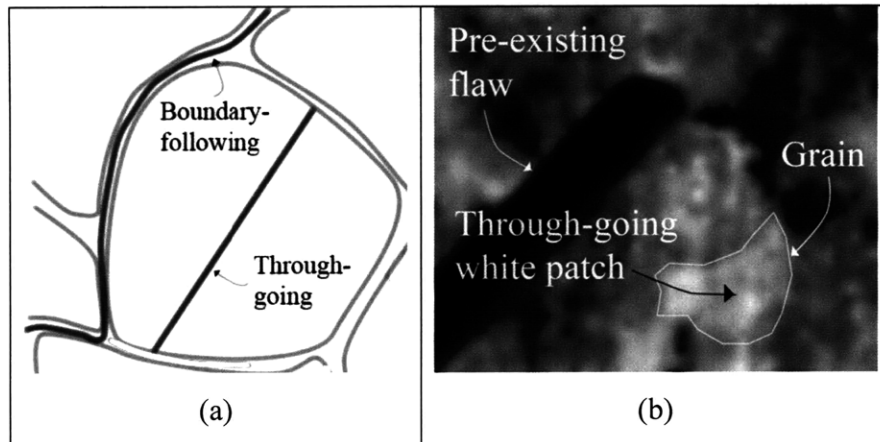 Boundary-
following
Through-
going
(a)
Pre-existing
flaw
Grain
Through-going
white patch
(b)